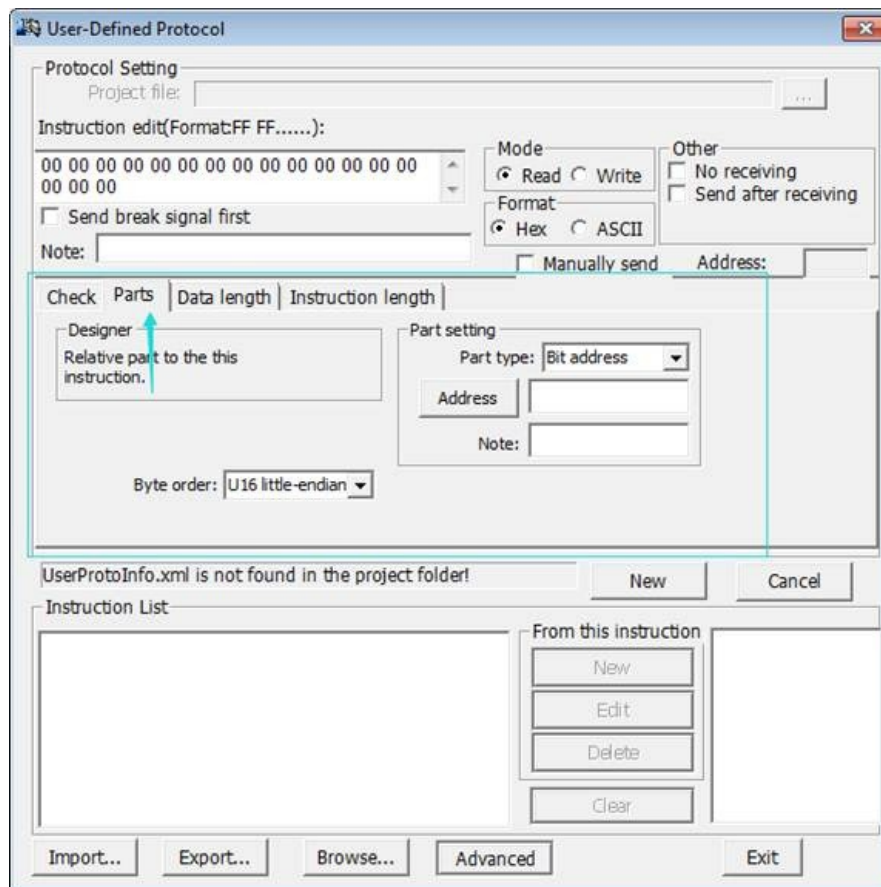 User-Defined Protocol
Protocol Setting
Project file:
...
Instruction edit(Format:FF FF......):
00 00 00 00 00 00 00 00 00 00 00 00 00 00
00 00 00
Mode
Read
Write
Other
No receiving
Send after receiving
Send break signal first
Format
Hex
ASCII
Note:
Manually send
Address:
Check
Parts
Data length
Instruction length
Designer
Relative part to the this
instruction.
Part setting
Part type:
Bit address
Address
Note:
Byte order:
U16 little-endian
UserProtoInfo.xml is not found in the project folder!
New
Cancel
Instruction List
From this instruction
New
Edit
Delete
Clear
Import...
Export...
Browse...
Advanced
Exit